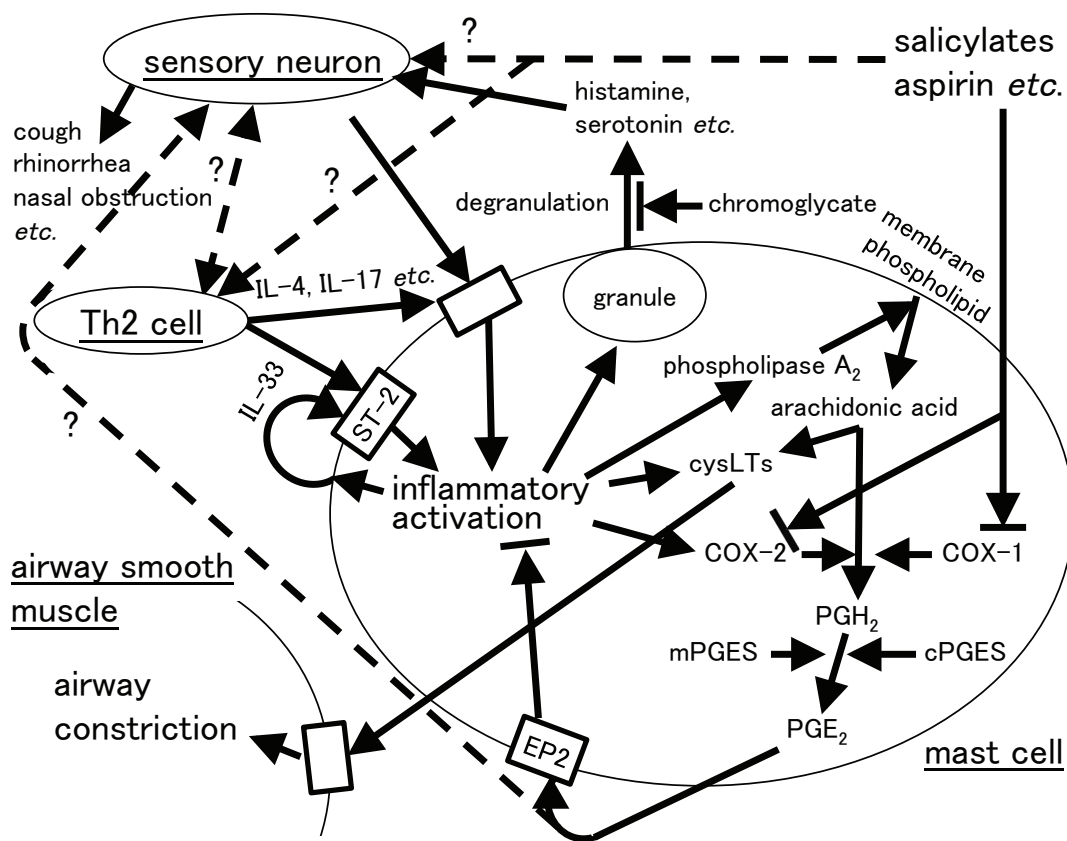 ?
salicylates
aspirin etc.
sensory neuron
histamine,
serotonin etc.
cough
rhinorrhea
nasal obstruction
etc.
?
?
degranulation
chromoglycate
membrane
phospholipid
IL-4, IL-17 etc.
granule
Th2 cell
phospholipase A₂
IL-33
ST-2
arachidonic acid
?
cysLTs
inflammatory
activation
COX-2
COX-1
airway smooth
muscle
PGH₂
mPGES
cPGES
airway
constriction
PGE₂
EP2
mast cell